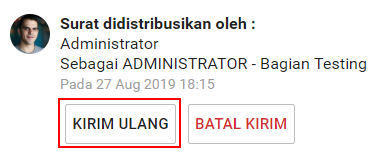 Surat didistribusikan oleh :
Administrator
Sebagai ADMINISTRATOR - Bagian Testing
Pada 27 Aug 2019 18:15
KIRIM ULANG
BATAL KIRIM